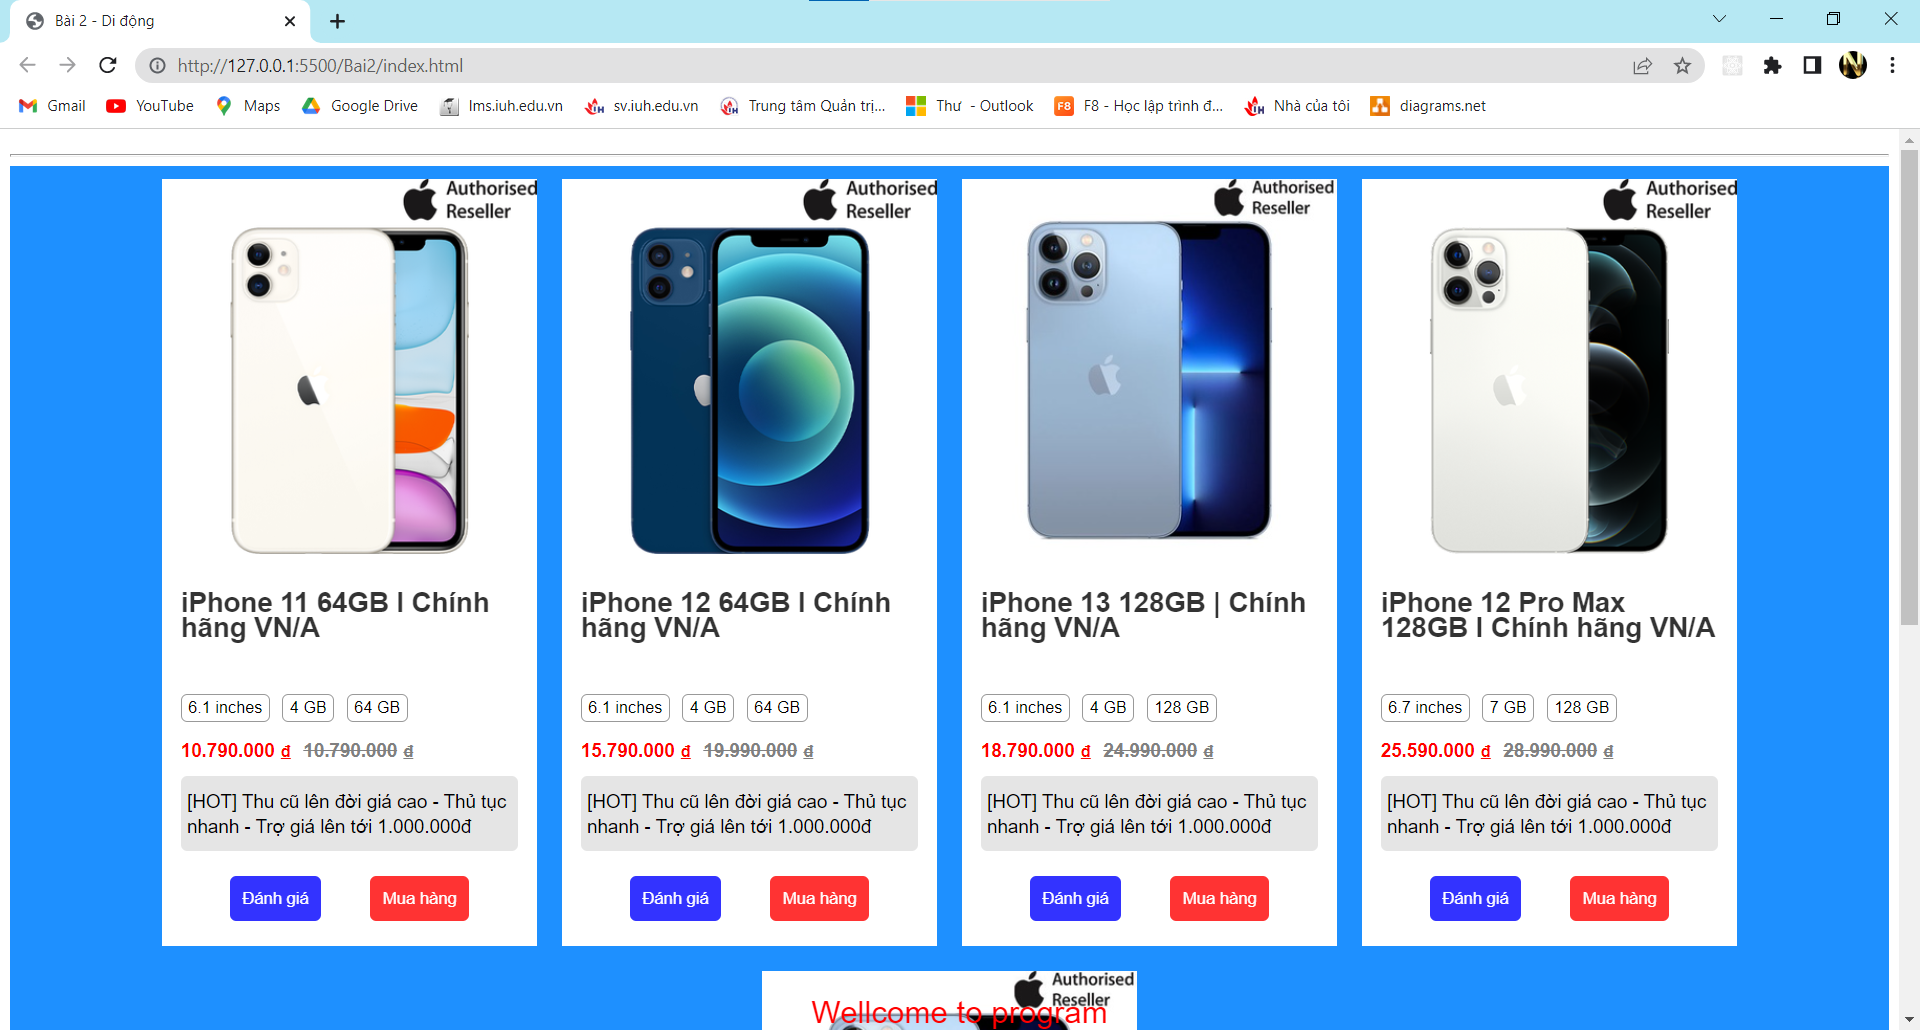 Bài 2 - Di động
http://127.0.0.1:5500/Bai2/index.html
Gmail
YouTube
Maps
Google Drive
lms.iuh.edu.vn
sv.iuh.edu.vn
Trung tâm Quản trị...
Thư - Outlook
F8
F8 - Học lập trình đ...
Nhà của tôi
diagrams.net
Authorised
Reseller
Authorised
Reseller
Authorised
Reseller
Authorised
Reseller
iPhone 11 64GB I Chính
hãng VN/A
6.1 inches 4 GB 64 GB
10.790.000 đ 10.790.000 đ
[HOT] Thu cũ lên đời giá cao - Thủ tục
nhanh - Trợ giá lên tới 1.000.000đ
Đánh giá Mua hàng
iPhone 12 64GB I Chính
hãng VN/A
6.1 inches 4 GB 64 GB
15.790.000 đ 19.990.000 đ
[HOT] Thu cũ lên đời giá cao - Thủ tục
nhanh - Trợ giá lên tới 1.000.000đ
Đánh giá Mua hàng
iPhone 13 128GB | Chính
hãng VN/A
6.1 inches 4 GB 128 GB
18.790.000 đ 24.990.000 đ
[HOT] Thu cũ lên đời giá cao - Thủ tục
nhanh - Trợ giá lên tới 1.000.000đ
Đánh giá Mua hàng
iPhone 12 Pro Max
128GB I Chính hãng VN/A
6.7 inches 7 GB 128 GB
25.590.000 đ 28.990.000 đ
[HOT] Thu cũ lên đời giá cao - Thủ tục
nhanh - Trợ giá lên tới 1.000.000đ
Đánh giá Mua hàng
Authorised
Reseller
Wellcome to program